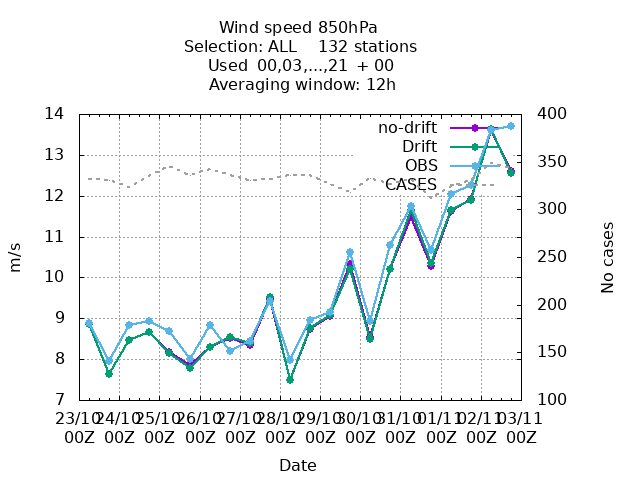 Wind speed 850hPa
Selection: ALL    132 stations
Used  00,03,...,21  + 00
Averaging window: 12h
14 400
no-drift
Drift
13 350
OBS
CASES
12 300
11
m/s
No cases
250
10
9 200
8 150
7 100
23/10 24/10 25/10 26/10 27/10 28/10 29/10 30/10 31/10 01/11 02/11 03/11
00Z 00Z 00Z 00Z 00Z 00Z 00Z 00Z 00Z 00Z 00Z 00Z
Date